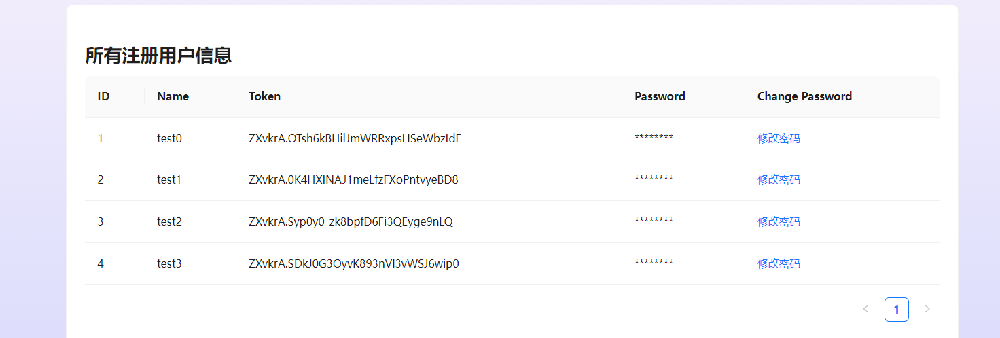 所有注册用户信息
ID Name Token Password Change Password
1 test0 ZXvkrA.OTsh6kBHilJmWRRxpsHSeWbzIdE ******** 修改密码
2 test1 ZXvkrA.0K4HXINAJ1meLfzFXoPntvyeBD8 ******** 修改密码
3 test2 ZXvkrA.Syp0y0_zk8bpfD6Fi3QEyge9nLQ ******** 修改密码
4 test3 ZXvkrA.SDkJ0G3OyvK893nVl3vWSJ6wip0 ******** 修改密码
< 1 >